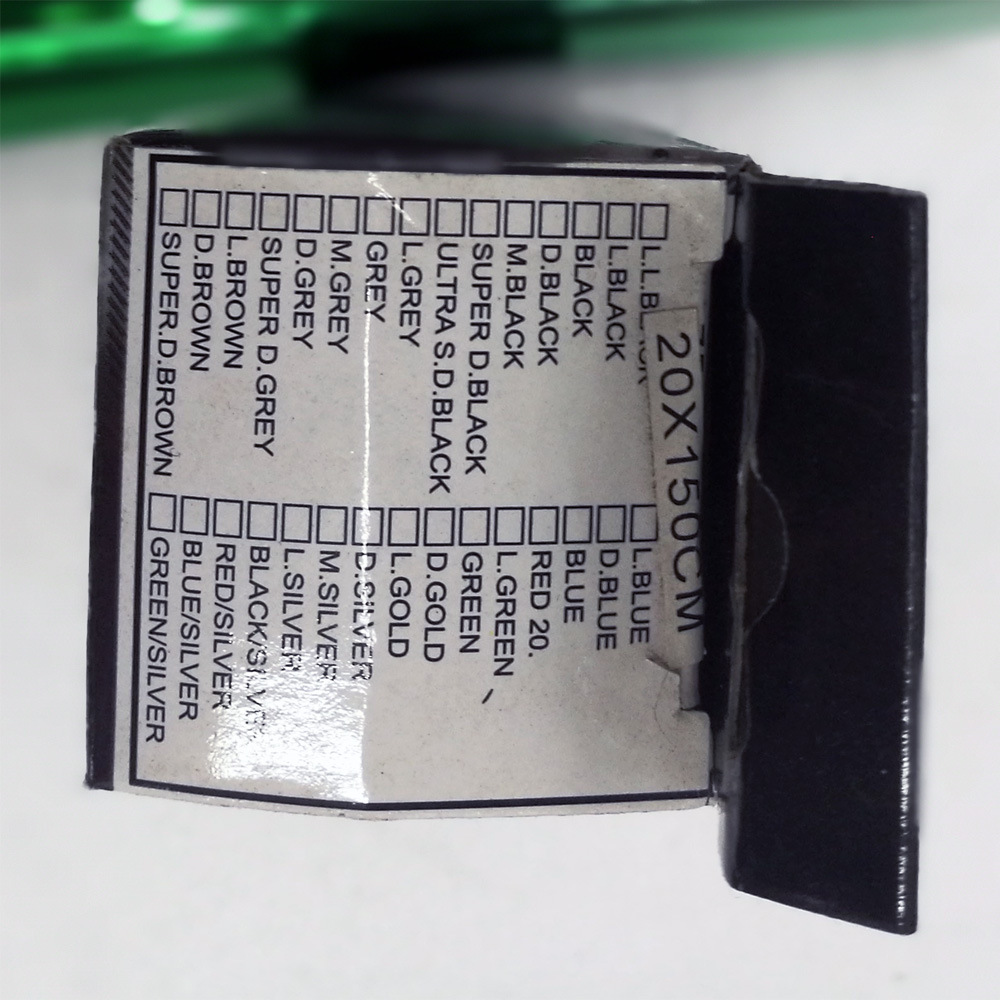 20X150CM
L.L.BLACK
L.BLACK
BLACK
D.BLACK
M.BLACK
SUPER D.BLACK
ULTRA S.D.BLACK
L.GREY
GREY
M.GREY
D.GREY
SUPER D.GREY
L.BROWN
D.BROWN
SUPER.D.BROWN
L.BLUE
D.BLUE
BLUE
RED 20.
L.GREEN
GREEN
D.GOLD
L.GOLD
D.SILVER
M.SILVER
L.SILVER
BLACK/SILVER
RED/SILVER
BLUE/SILVER
GREEN/SILVER